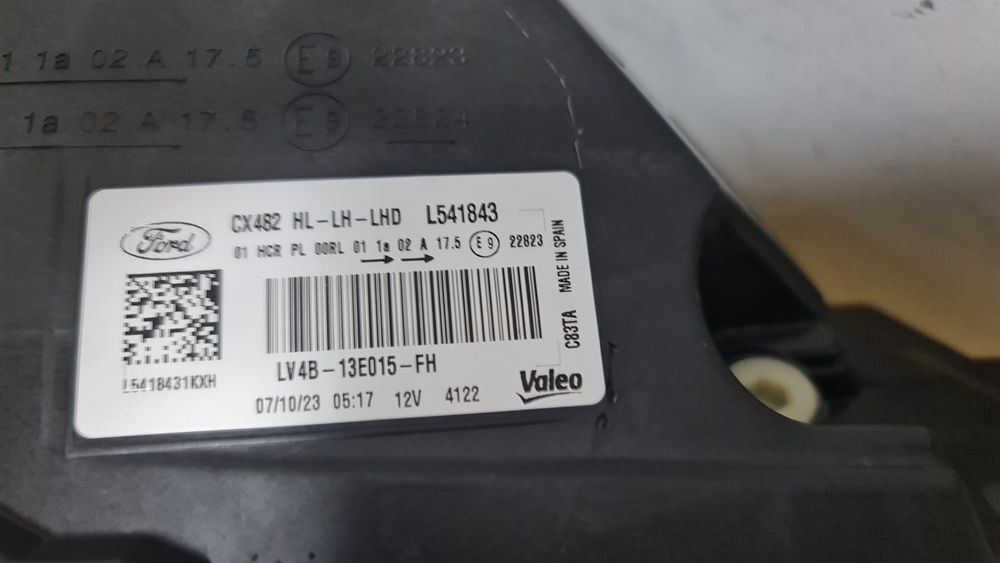 1 1a 02 A 17.5 E9 22823
1a 02 A 17.5 E9 22824
Ford
CX482 HL-LH-LHD L541843
01 HCR PL 00RL 01 1a 02 A 17.5 E9 22823
MADE IN SPAIN
C83TA
L5418431KXH
LV4B-13E015-FH
07/10/23 05:17 12V 4122
Valeo